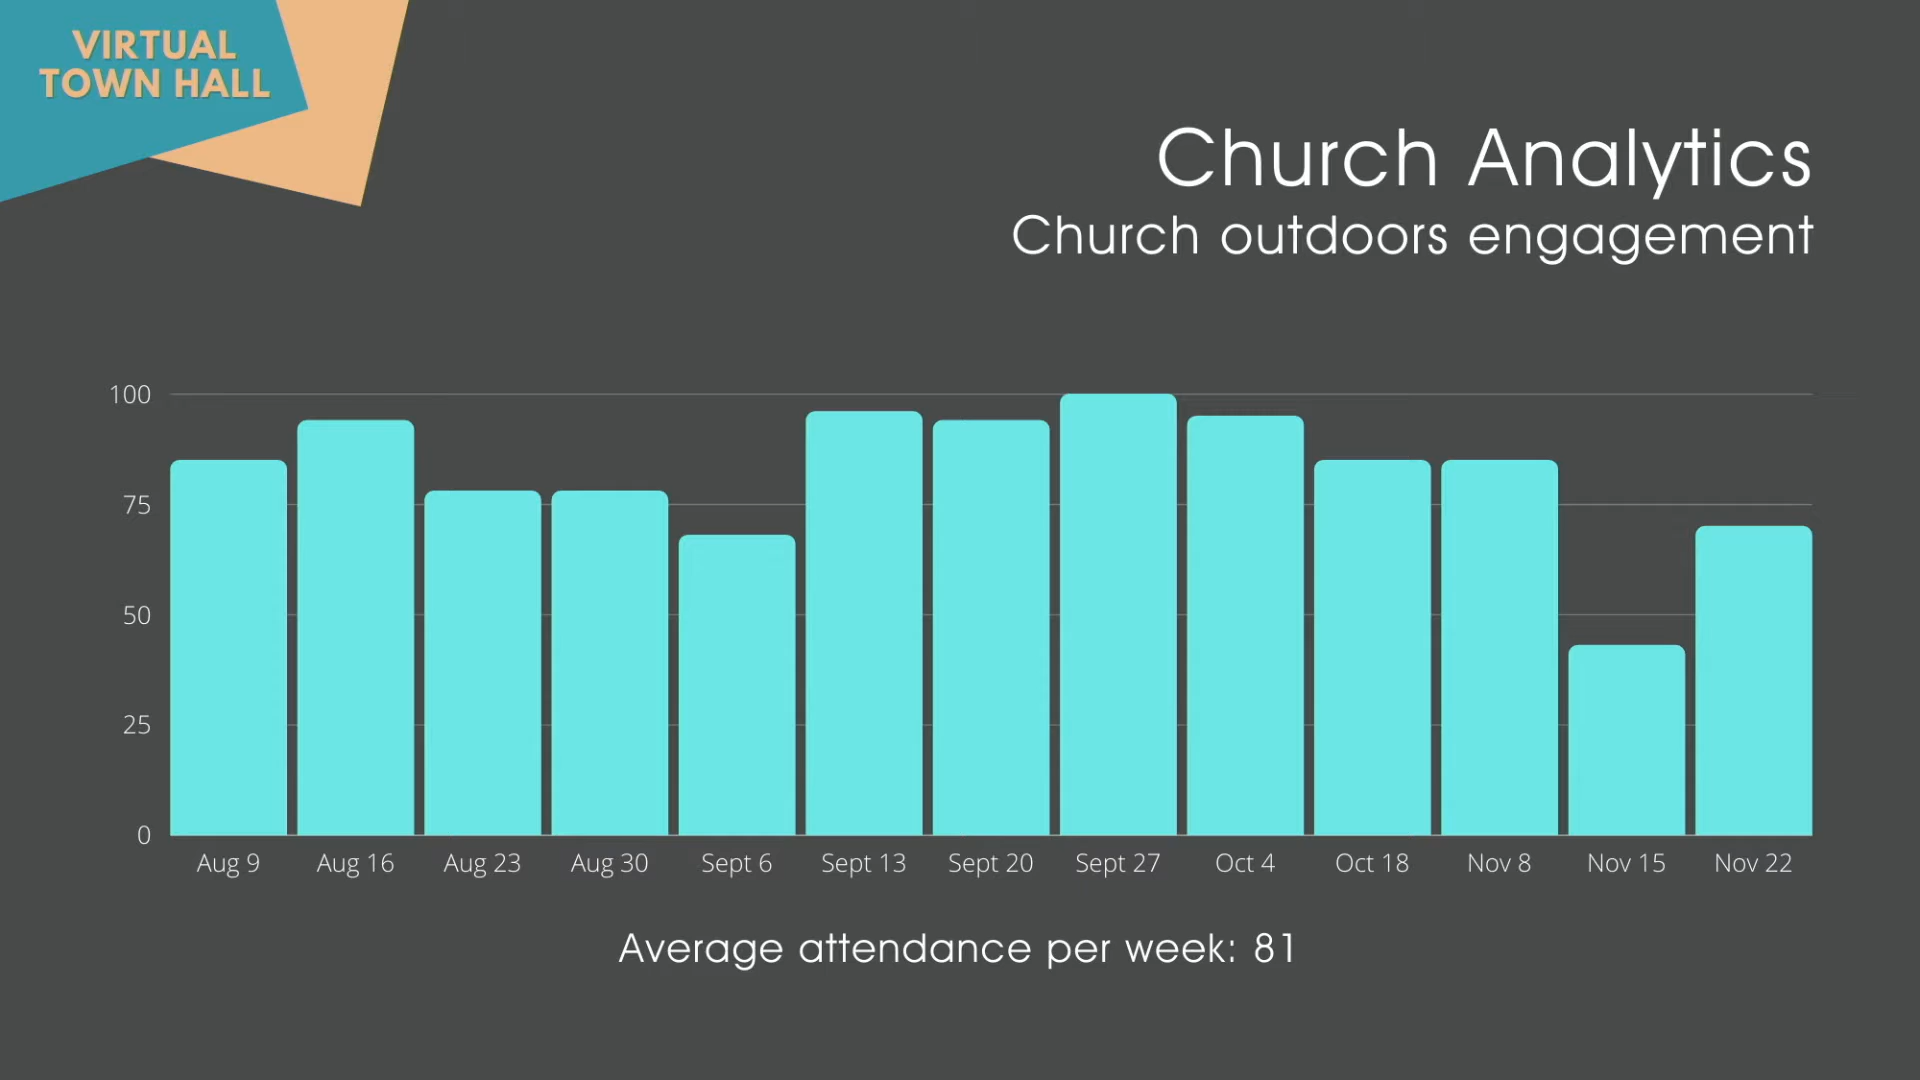 VIRTUAL
TOWN HALL
Church Analytics
Church outdoors engagement
100
75
50
25
0
Aug 9 Aug 16 Aug 23 Aug 30 Sept 6 Sept 13 Sept 20 Sept 27 Oct 4 Oct 18 Nov 8 Nov 15 Nov 22
Average attendance per week: 81